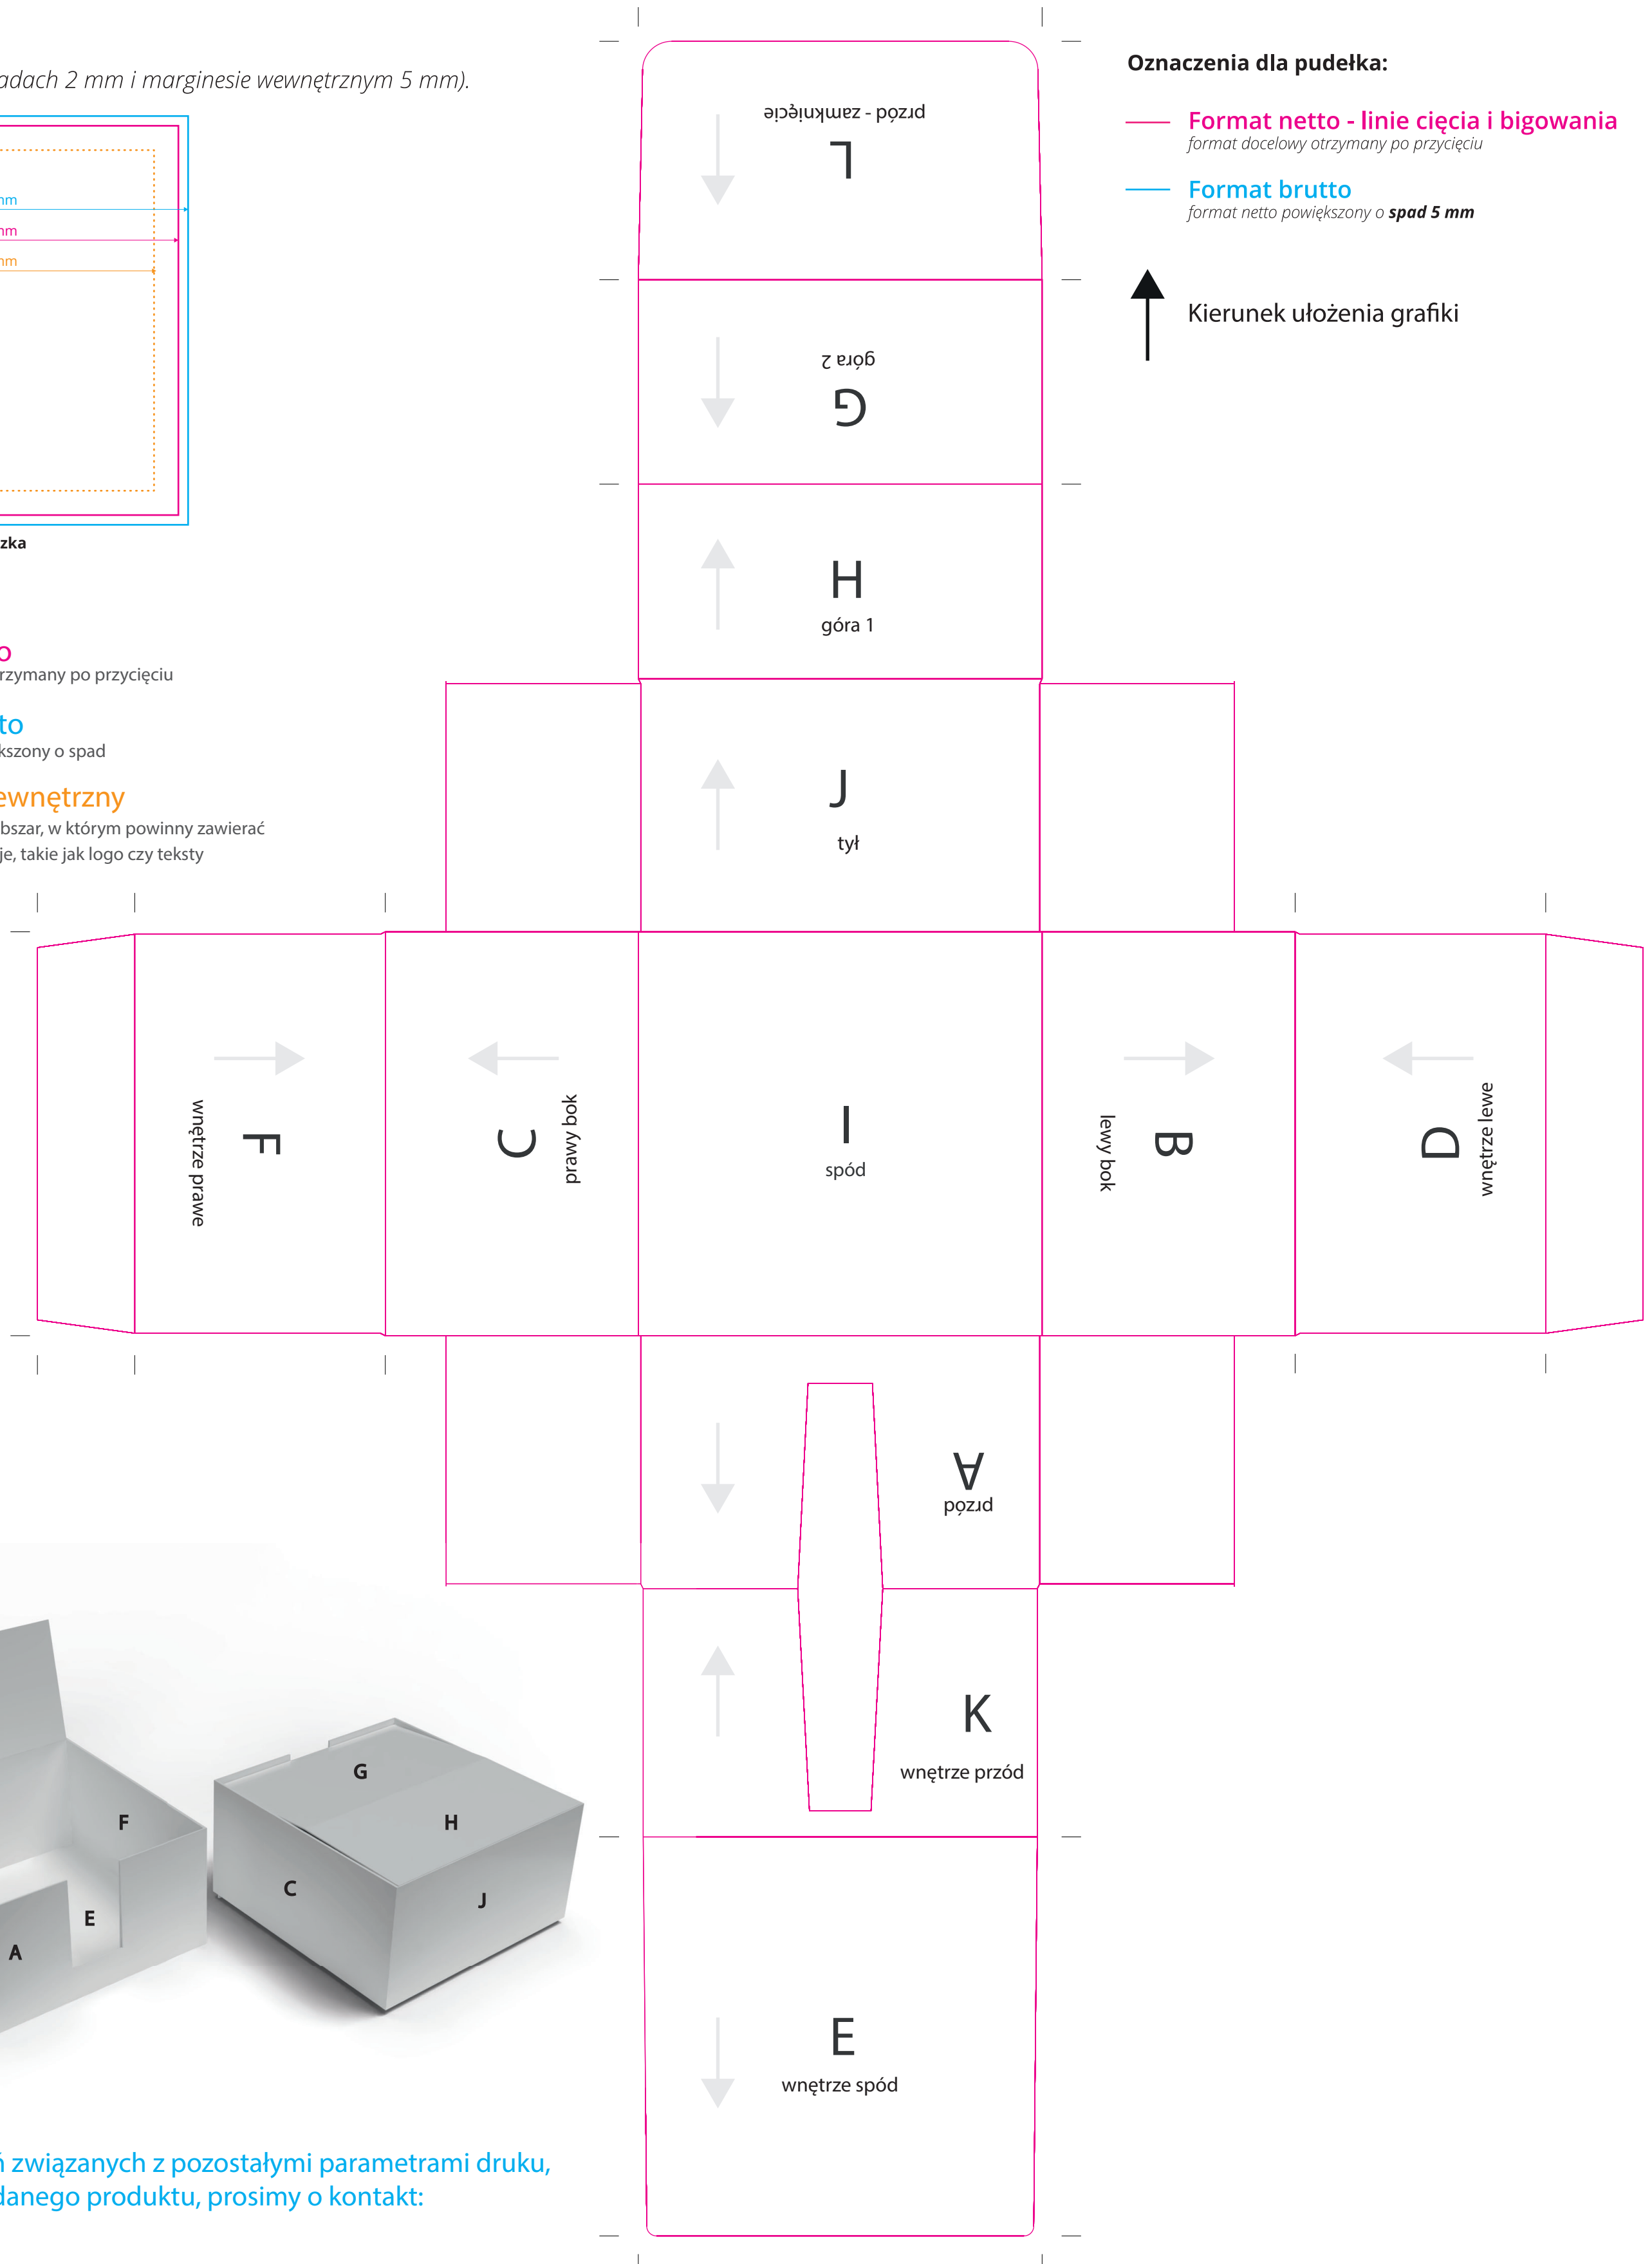 adach 2 mm i marginesie wewnętrznym 5 mm).
mm
mm
mm
zka
o
rzymany po przycięciu
to
kszony o spad
ewnętrzny
bszar, w którym powinny zawierać
je, takie jak logo czy teksty
Oznaczenia dla pudełka:
Format netto - linie cięcia i bigowania
format docelowy otrzymany po przycięciu
Format brutto
format netto powiększony o spad 5 mm
Kierunek ułożenia grafiki
L
przód - zamknięcie
góra 2
G
H
góra 1
J
tył
F
wnętrze prawe
C
prawy bok
I
spód
B
lewy bok
D
wnętrze lewe
A
przód
K
wnętrze przód
E
wnętrze spód
F
E
A
G
H
C
J
ń związanych z pozostałymi parametrami druku,
danego produktu, prosimy o kontakt: